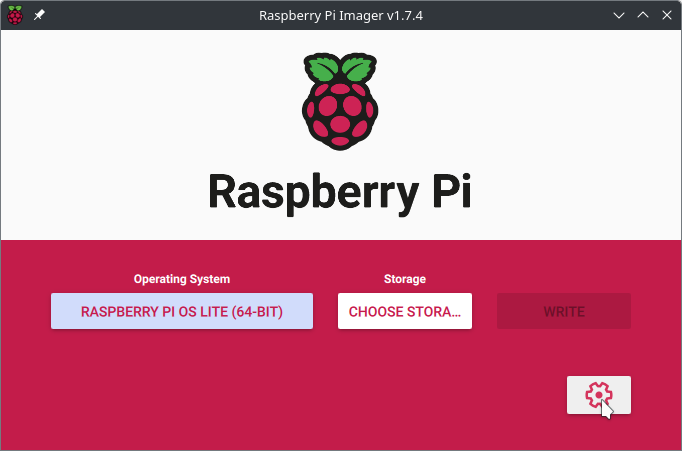 Raspberry Pi Imager v1.7.4
Raspberry Pi
Operating System
Storage
RASPBERRY PI OS LITE (64-BIT)
CHOOSE STORA...
WRITE